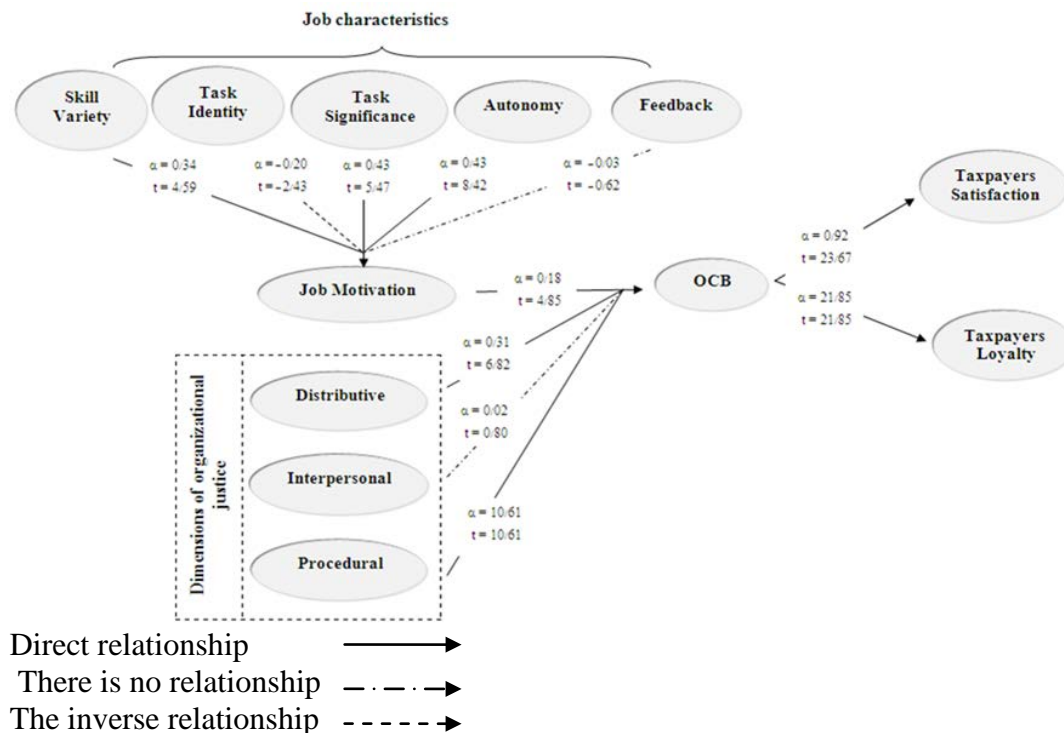 Job characteristics
Skill
Variety
Task
Identity
Task
Significance
Autonomy
Feedback
α = 0/34
t = 4/59
α = -0/20
t = -2/43
α = 0/43
t = 5/47
α = 0/43
t = 8/42
α = -0/03
t = -0/62
Taxpayers
Satisfaction
α = 0/92
t = 23/67
Job Motivation
α = 0/18
t = 4/85
OCB
α = 21/85
t = 21/85
Taxpayers
Loyalty
Dimensions of organizational
justice
α = 0/31
t = 6/82
Distributive
α = 0/02
t = 0/80
Interpersonal
α = 10/61
t = 10/61
Procedural
Direct relationship
There is no relationship
The inverse relationship